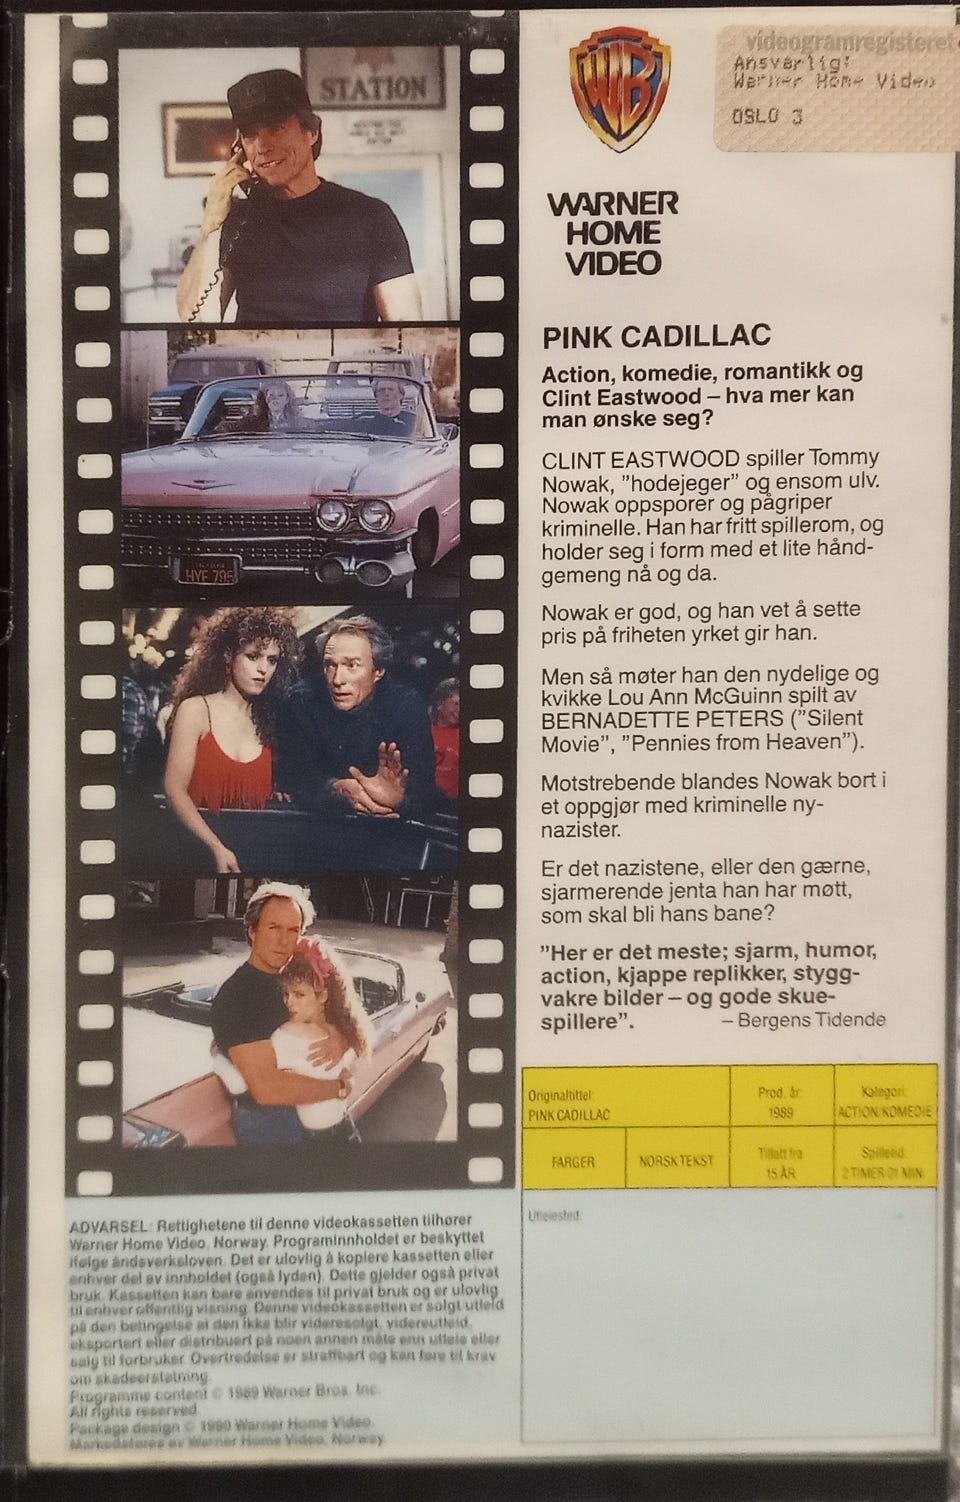 STATION
HYF 795
WB
videogramregisteret
Ansvarlig:
Warner Home Video
OSLO 3
WARNER
HOME
VIDEO
PINK CADILLAC
Action, komedie, romantikk og
Clint Eastwood – hva mer kan
man ønske seg?
CLINT EASTWOOD spiller Tommy
Nowak, ”hodejeger” og ensom ulv.
Nowak oppsporer og pågriper
kriminelle. Han har fritt spillerom, og
holder seg i form med et lite hånd-
gemeng nå og da.
Nowak er god, og han vet å sette
pris på friheten yrket gir han.
Men så møter han den nydelige og
kvikke Lou Ann McGuinn spilt av
BERNADETTE PETERS (”Silent
Movie”, ”Pennies from Heaven”).
Motstrebende blandes Nowak bort i
et oppgjør med kriminelle ny-
nazister.
Er det nazistene, eller den gærne,
sjarmerende jenta han har møtt,
som skal bli hans bane?
”Her er det meste; sjarm, humor,
action, kjappe replikker, stygg-
vakre bilder – og gode skue-
spillere”. – Bergens Tidende
Originaltittel:
PINK CADILLAC
Prod. år:
1989
Kategori:
ACTION/KOMEDIE
FARGER
NORSK TEKST
Tillatt fra
15 ÅR
Spilletid:
2 TIMER 01 MIN.
Utleiested:
ADVARSEL: Rettighetene til denne videokassetten tilhører
Warner Home Video, Norway. Programinnholdet er beskyttet
ifølge åndsverksloven. Det er ulovlig å kopiere kassetten eller
enhver del av innholdet (også lyden). Dette gjelder også privat
bruk. Kassetten kan bare anvendes til privat bruk og er ulovlig
til enhver offentlig visning. Denne videokassetten er solgt utleid
på den betingelse at den ikke blir videresolgt, videreutleid,
eksportert eller distribuert på noen annen måte enn utleie eller
salg til forbruker. Overtredelse er straffbart og kan føre til krav
om skadeerstatning.
Programme content © 1989 Warner Bros. Inc.
All rights reserved.
Package design © 1990 Warner Home Video.
Markedsføres av Warner Home Video, Norway.